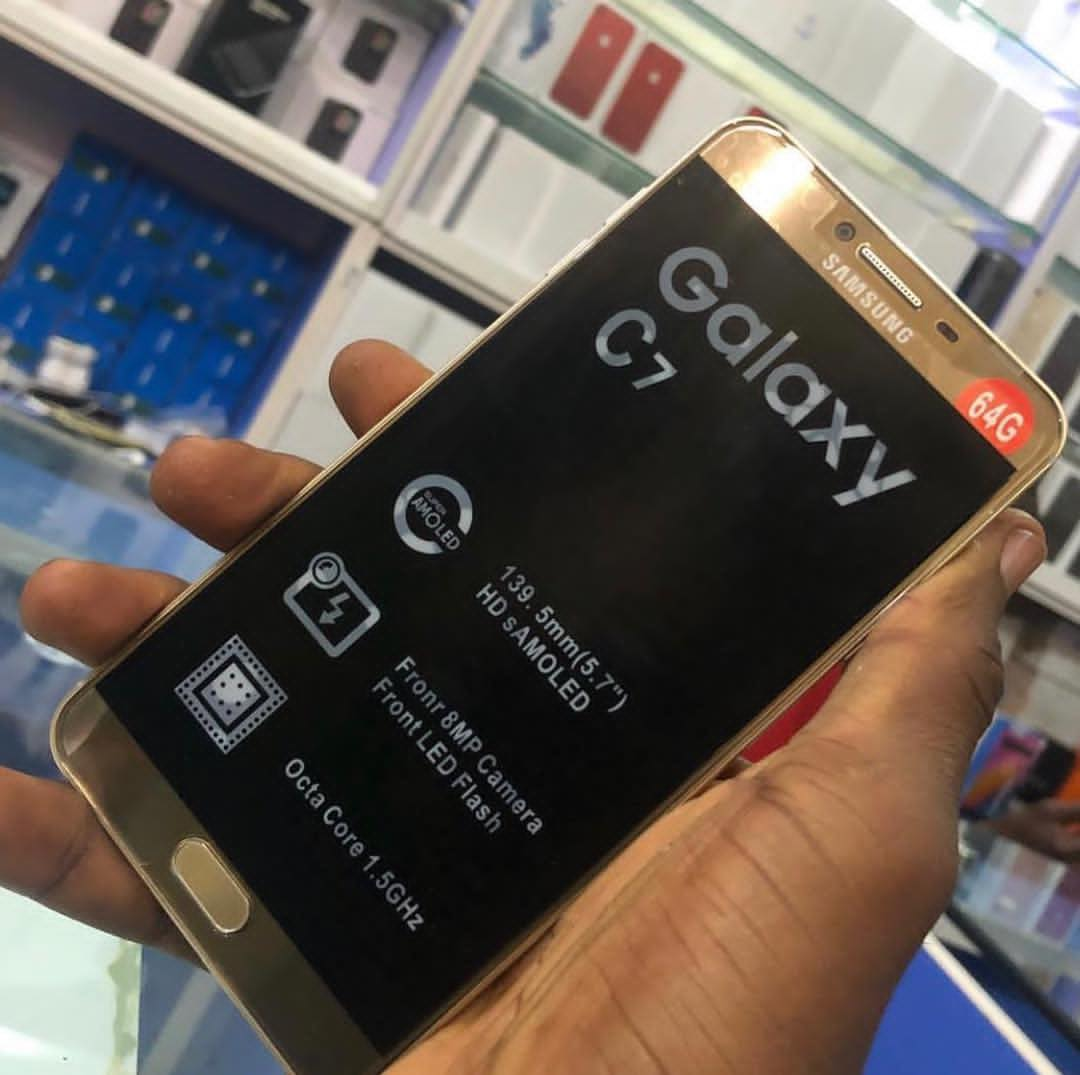 SAMSUNG
64G
Galaxy
C7
SUPER
AMOLED
139.5mm(5.7")
HD sAMOLED
Fronr 8MP Camera
Front LED Flash
Octa Core 1.5GHz